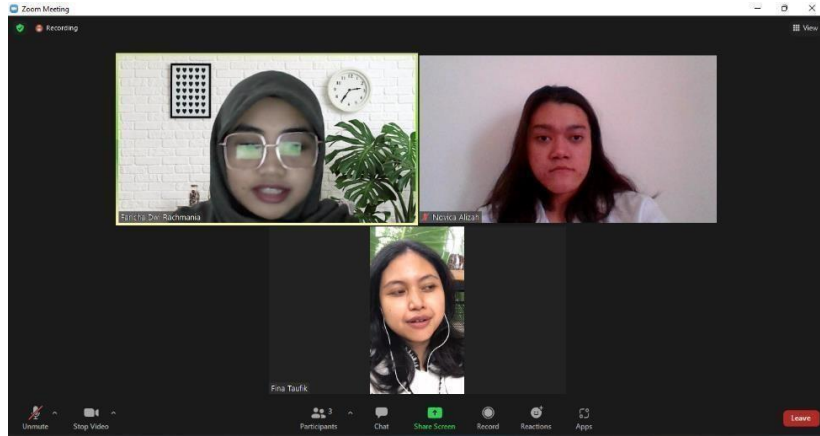 Zoom Meeting
Recording
View
Faricha Dwi Rachmania
Novica Alizah
Fina Taufik
Unmute
Stop Video
3
Participants
Chat
Share Screen
Record
Reactions
Apps
Leave